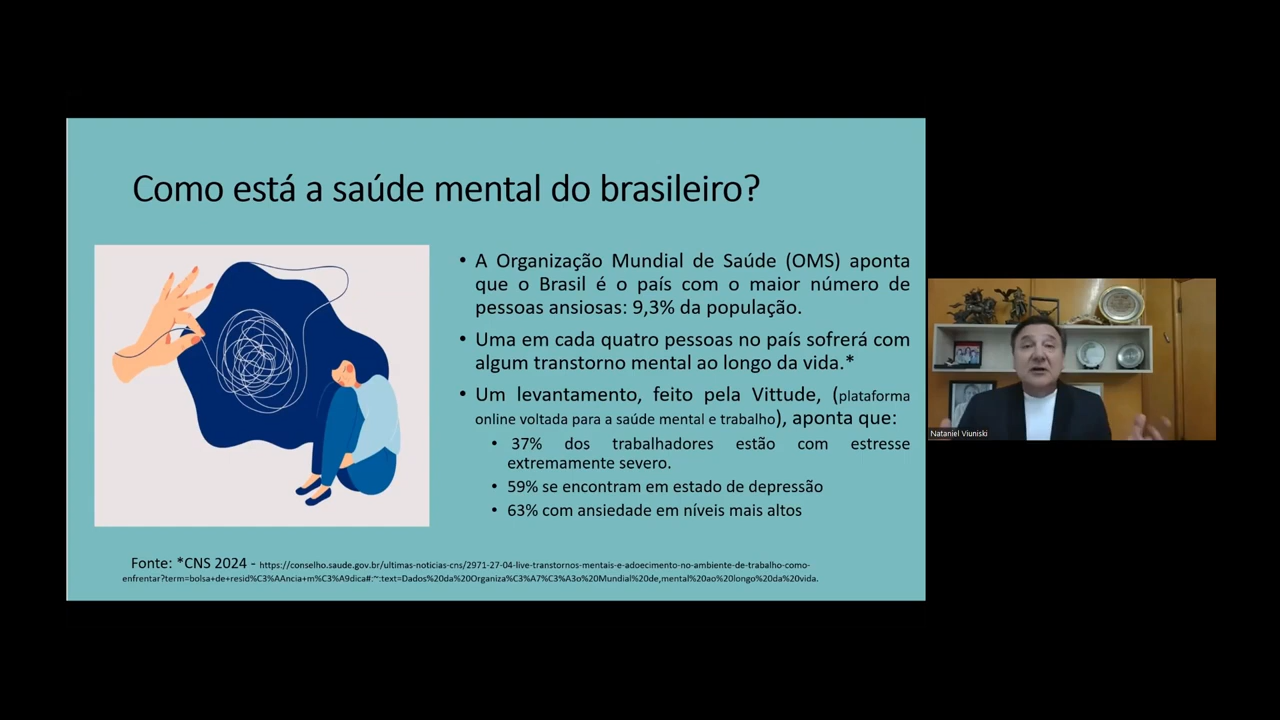 Como está a saúde mental do brasileiro?
• A Organização Mundial de Saúde (OMS) aponta
que o Brasil é o país com o maior número de
pessoas ansiosas: 9,3% da população.
• Uma em cada quatro pessoas no país sofrerá com
algum transtorno mental ao longo da vida.*
• Um levantamento, feito pela Vittude, (plataforma
online voltada para a saúde mental e trabalho), aponta que:
• 37% dos trabalhadores estão com estresse
extremamente severo.
• 59% se encontram em estado de depressão
• 63% com ansiedade em níveis mais altos
Fonte: *CNS 2024 - https://conselho.saude.gov.br/ultimas-noticias-cns/2971-27-04-live-transtornos-mentais-e-adoecimento-no-ambiente-de-trabalho-como-
enfrentar?term=bolsa+de+resid%C3%AAncia+m%C3%A9dica#:~:text=Dados%20da%20Organiza%C3%A7%C3%A3o%20Mundial%20de,mental%20ao%20longo%20da%20vida.
Nataniel Viuniski